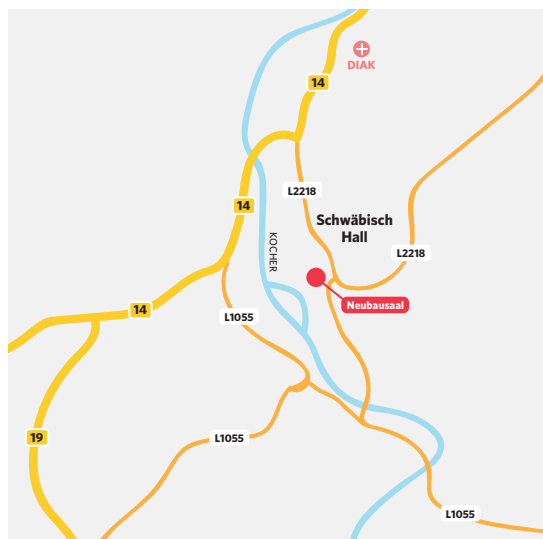 DIAK
14
L2218
14
Schwäbisch
Hall
KOCHER
L2218
Neubausaal
14
L1055
19
L1055
L1055